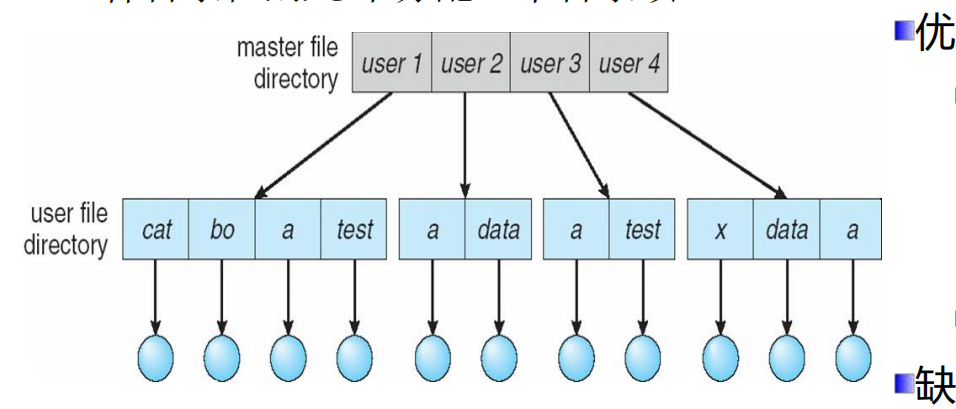 优
master file
directory
user 1 user 2 user 3 user 4
user file
directory
cat bo a test a data a test x data a
缺